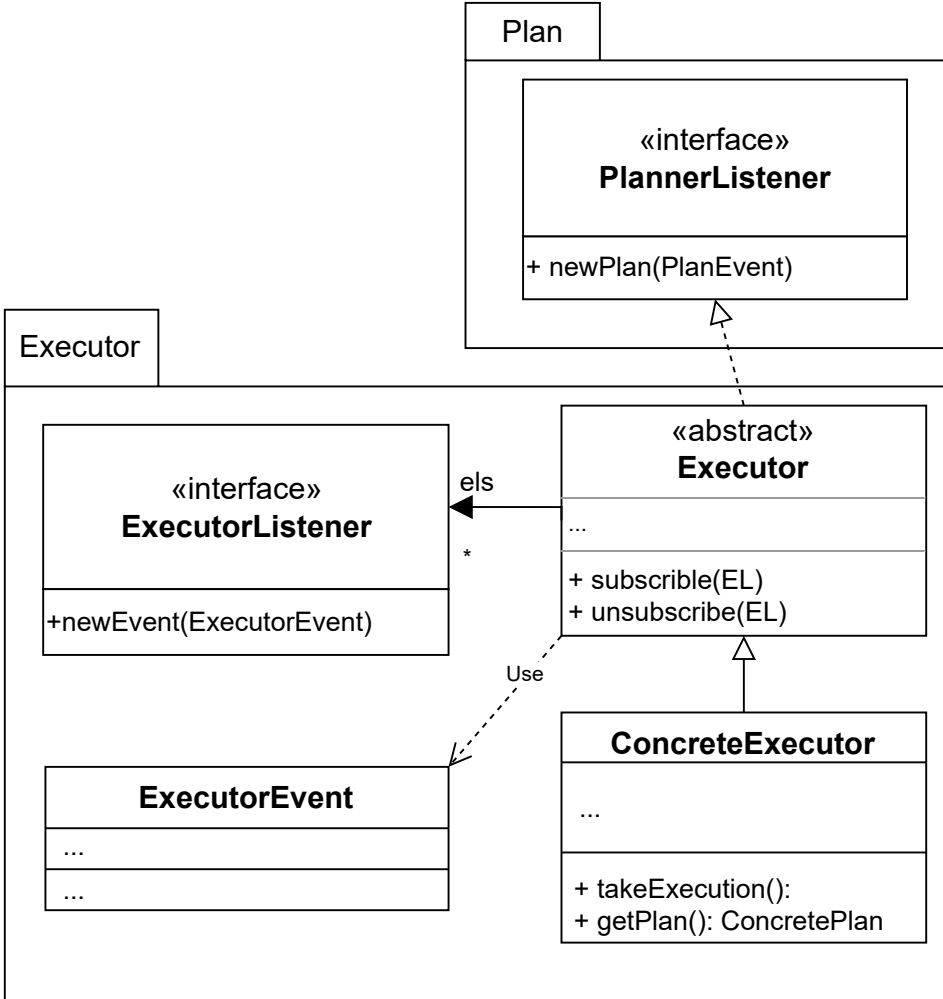 Plan
«interface»
PlannerListener
+ newPlan(PlanEvent)
Executor
«interface»
ExecutorListener
+newEvent(ExecutorEvent)
els
*
«abstract»
Executor
...
+ subscrible(EL)
+ unsubscribe(EL)
Use
ExecutorEvent
...
...
ConcreteExecutor
...
+ takeExecution():
+ getPlan(): ConcretePlan